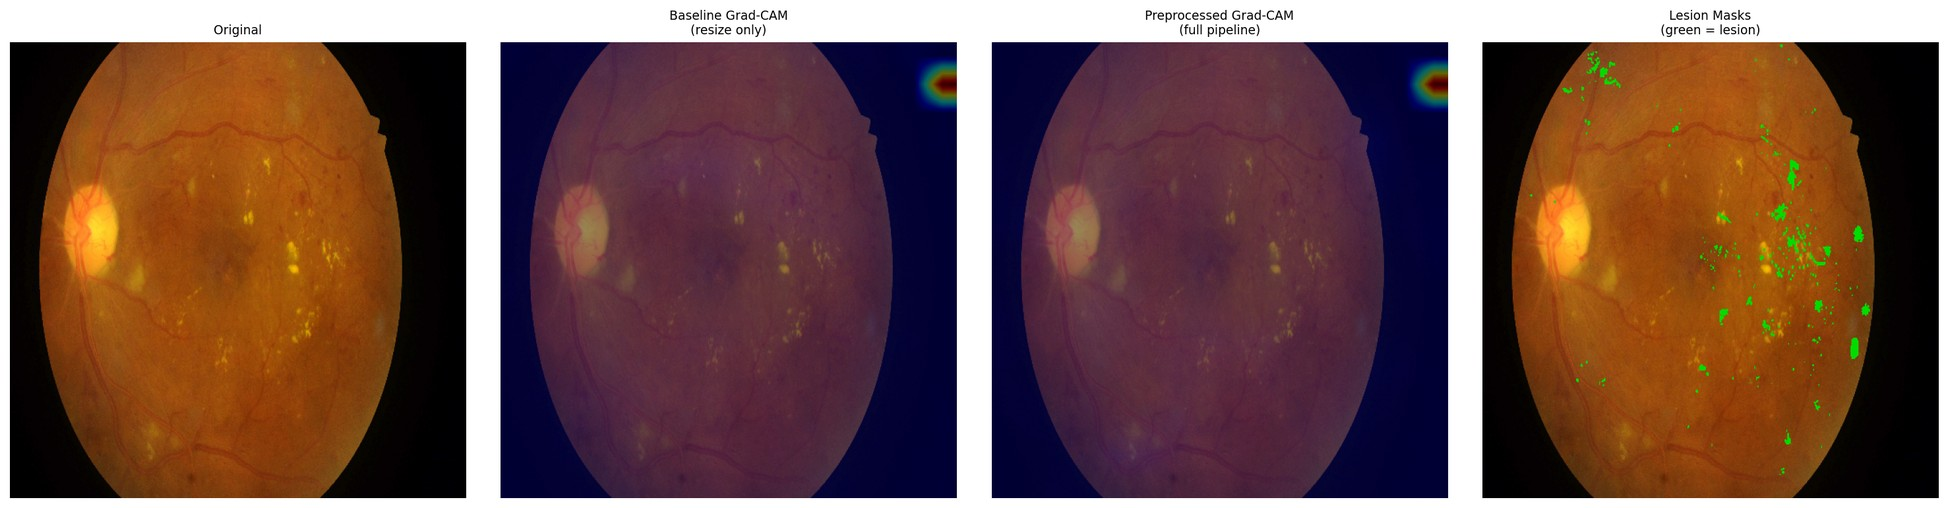 Original
Baseline Grad-CAM
(resize only)
Preprocessed Grad-CAM
(full pipeline)
Lesion Masks
(green = lesion)